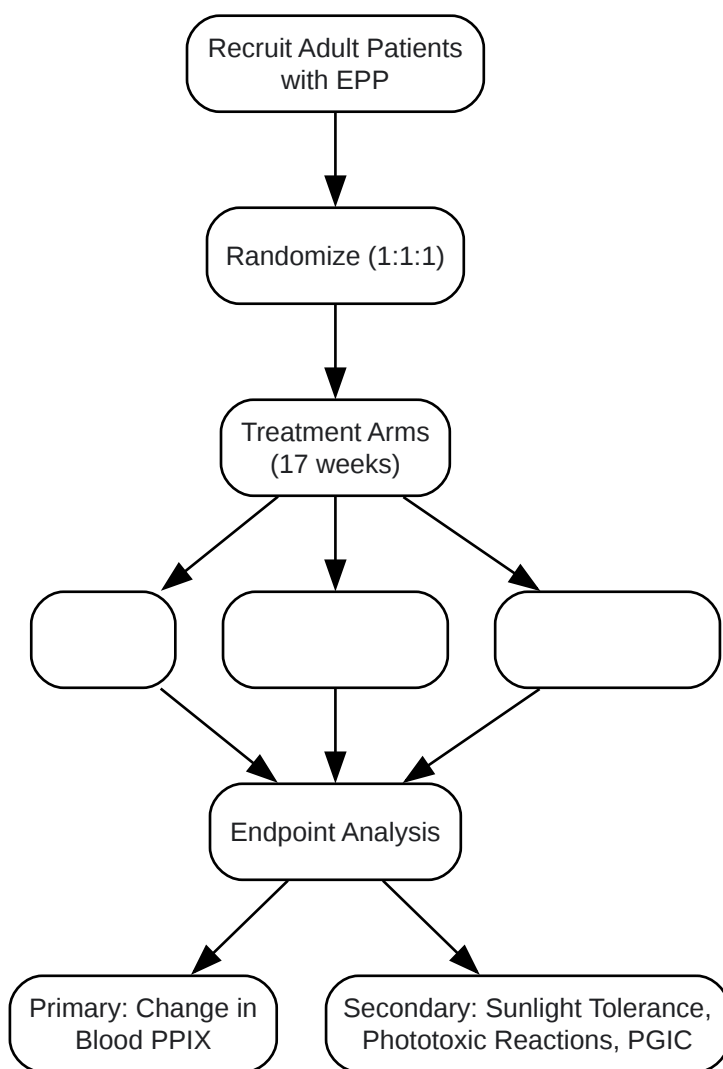 Recruit Adult Patients
with EPP
Randomize (1:1:1)
Treatment Arms
(17 weeks)
Endpoint Analysis
Primary: Change in
Blood PPIX
Secondary: Sunlight Tolerance,
Phototoxic Reactions, PGIC